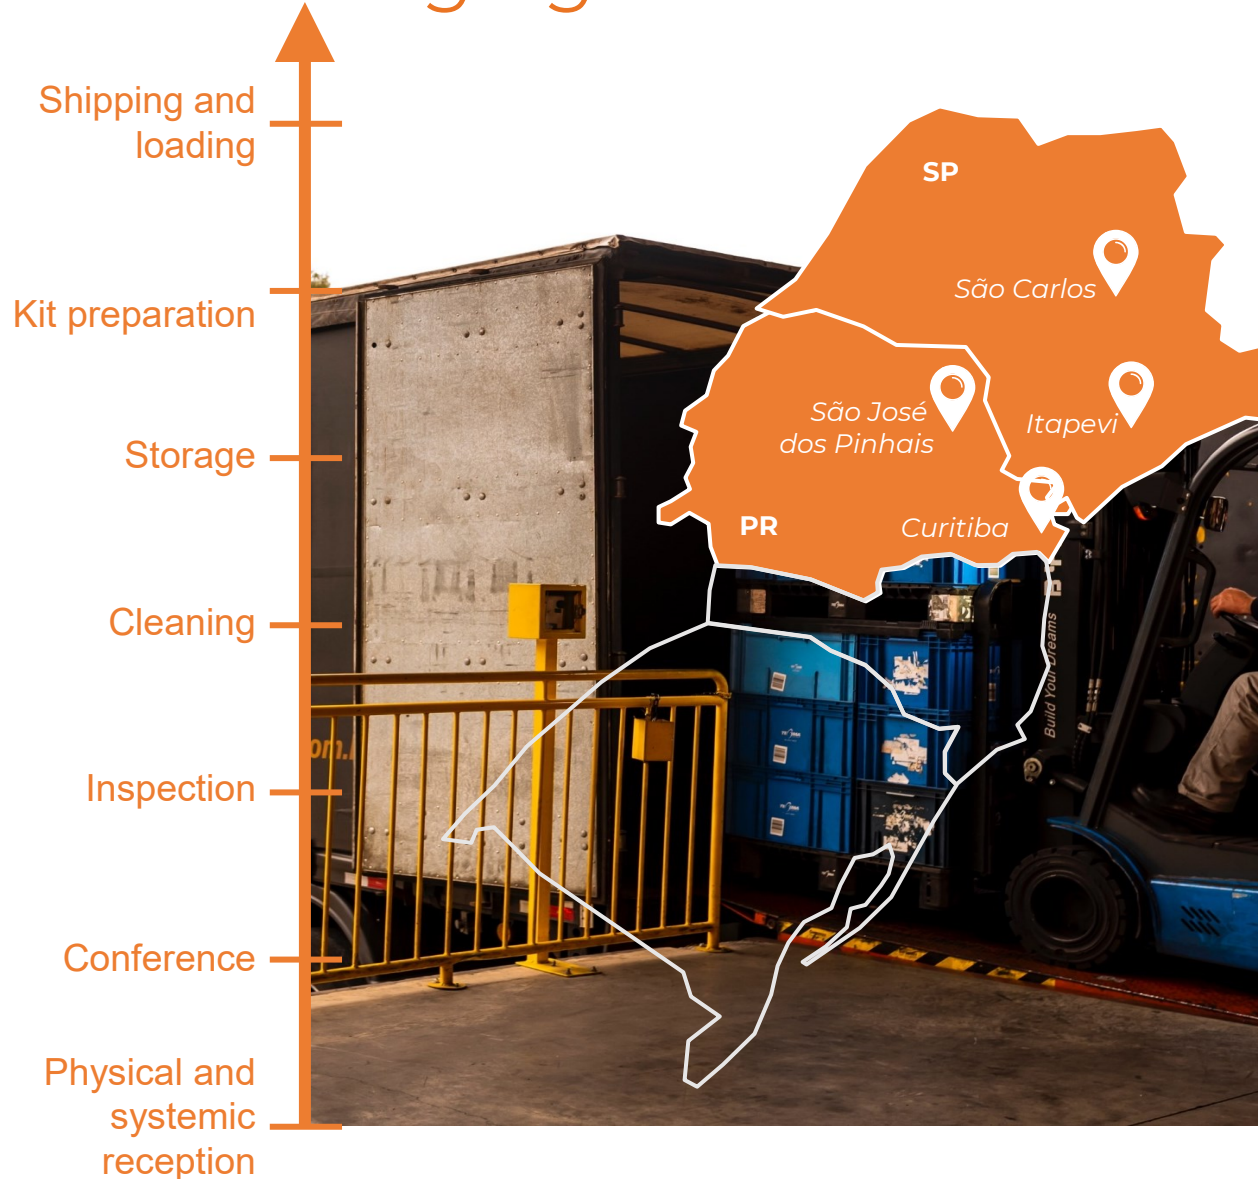 Shipping and
loading
Kit preparation
Storage
Cleaning
Inspection
Conference
Physical and
systemic
reception
SP
São Carlos
São José
dos Pinhais
Itapevi
PR
Curitiba
Build Your Dreams
om.